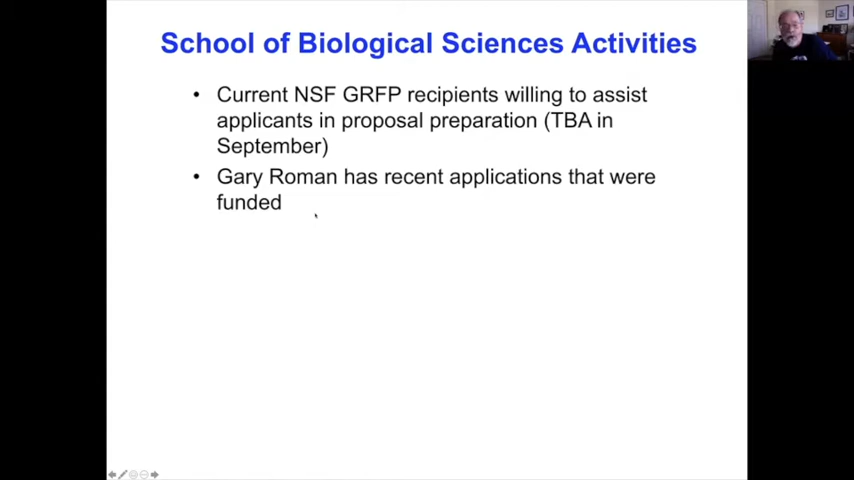 School of Biological Sciences Activities
• Current NSF GRFP recipients willing to assist
applicants in proposal preparation (TBA in
September)
• Gary Roman has recent applications that were
funded